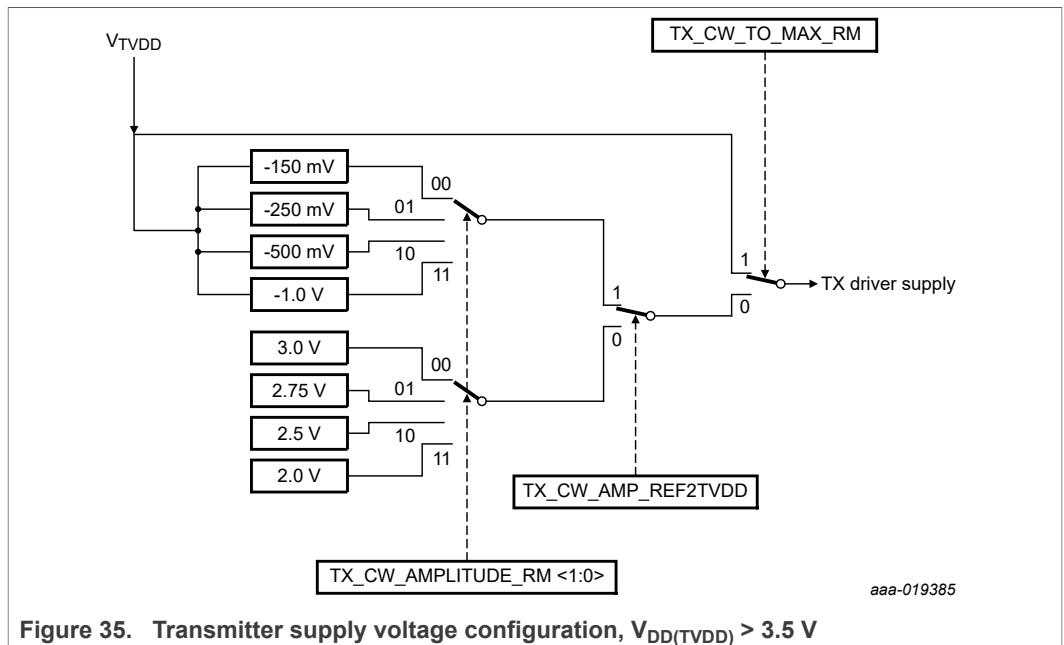 V_TVDD
TX_CW_TO_MAX_RM
-150 mV
-250 mV
-500 mV
-1.0 V
00
01
10
11
3.0 V
2.75 V
2.5 V
2.0 V
00
01
10
11
1
0
1
0
TX driver supply
TX_CW_AMP_REF2TVDD
TX_CW_AMPLITUDE_RM <1:0>
aaa-019385
Figure 35. Transmitter supply voltage configuration, V_DD(TVDD) > 3.5 V